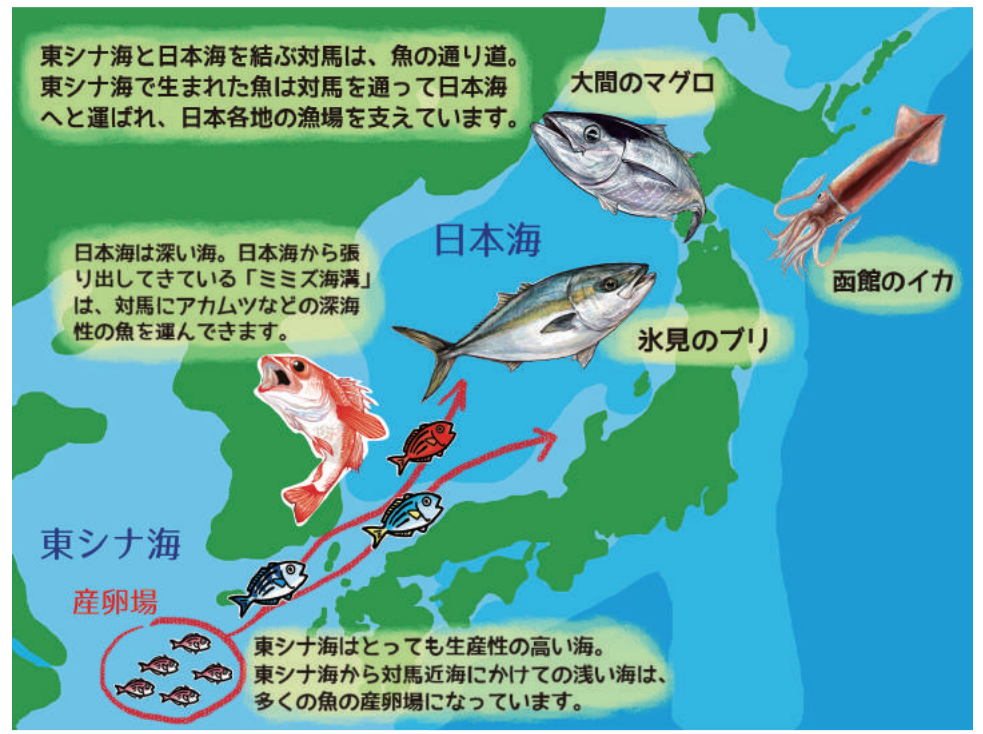 東シナ海と日本海を結ぶ対馬は、魚の通り道。
東シナ海で生まれた魚は対馬を通って日本海
へと運ばれ、日本各地の漁場を支えています。
大間のマグロ
日本海
函館のイカ
日本海は深い海。日本海から張
り出してきている「ミミズ海溝」
は、対馬にアカムツなどの深海
性の魚を運んできます。
氷見のブリ
東シナ海
産卵場
東シナ海はとっても生産性の高い海。
東シナ海から対馬近海にかけての浅い海は、
多くの魚の産卵場になっています。